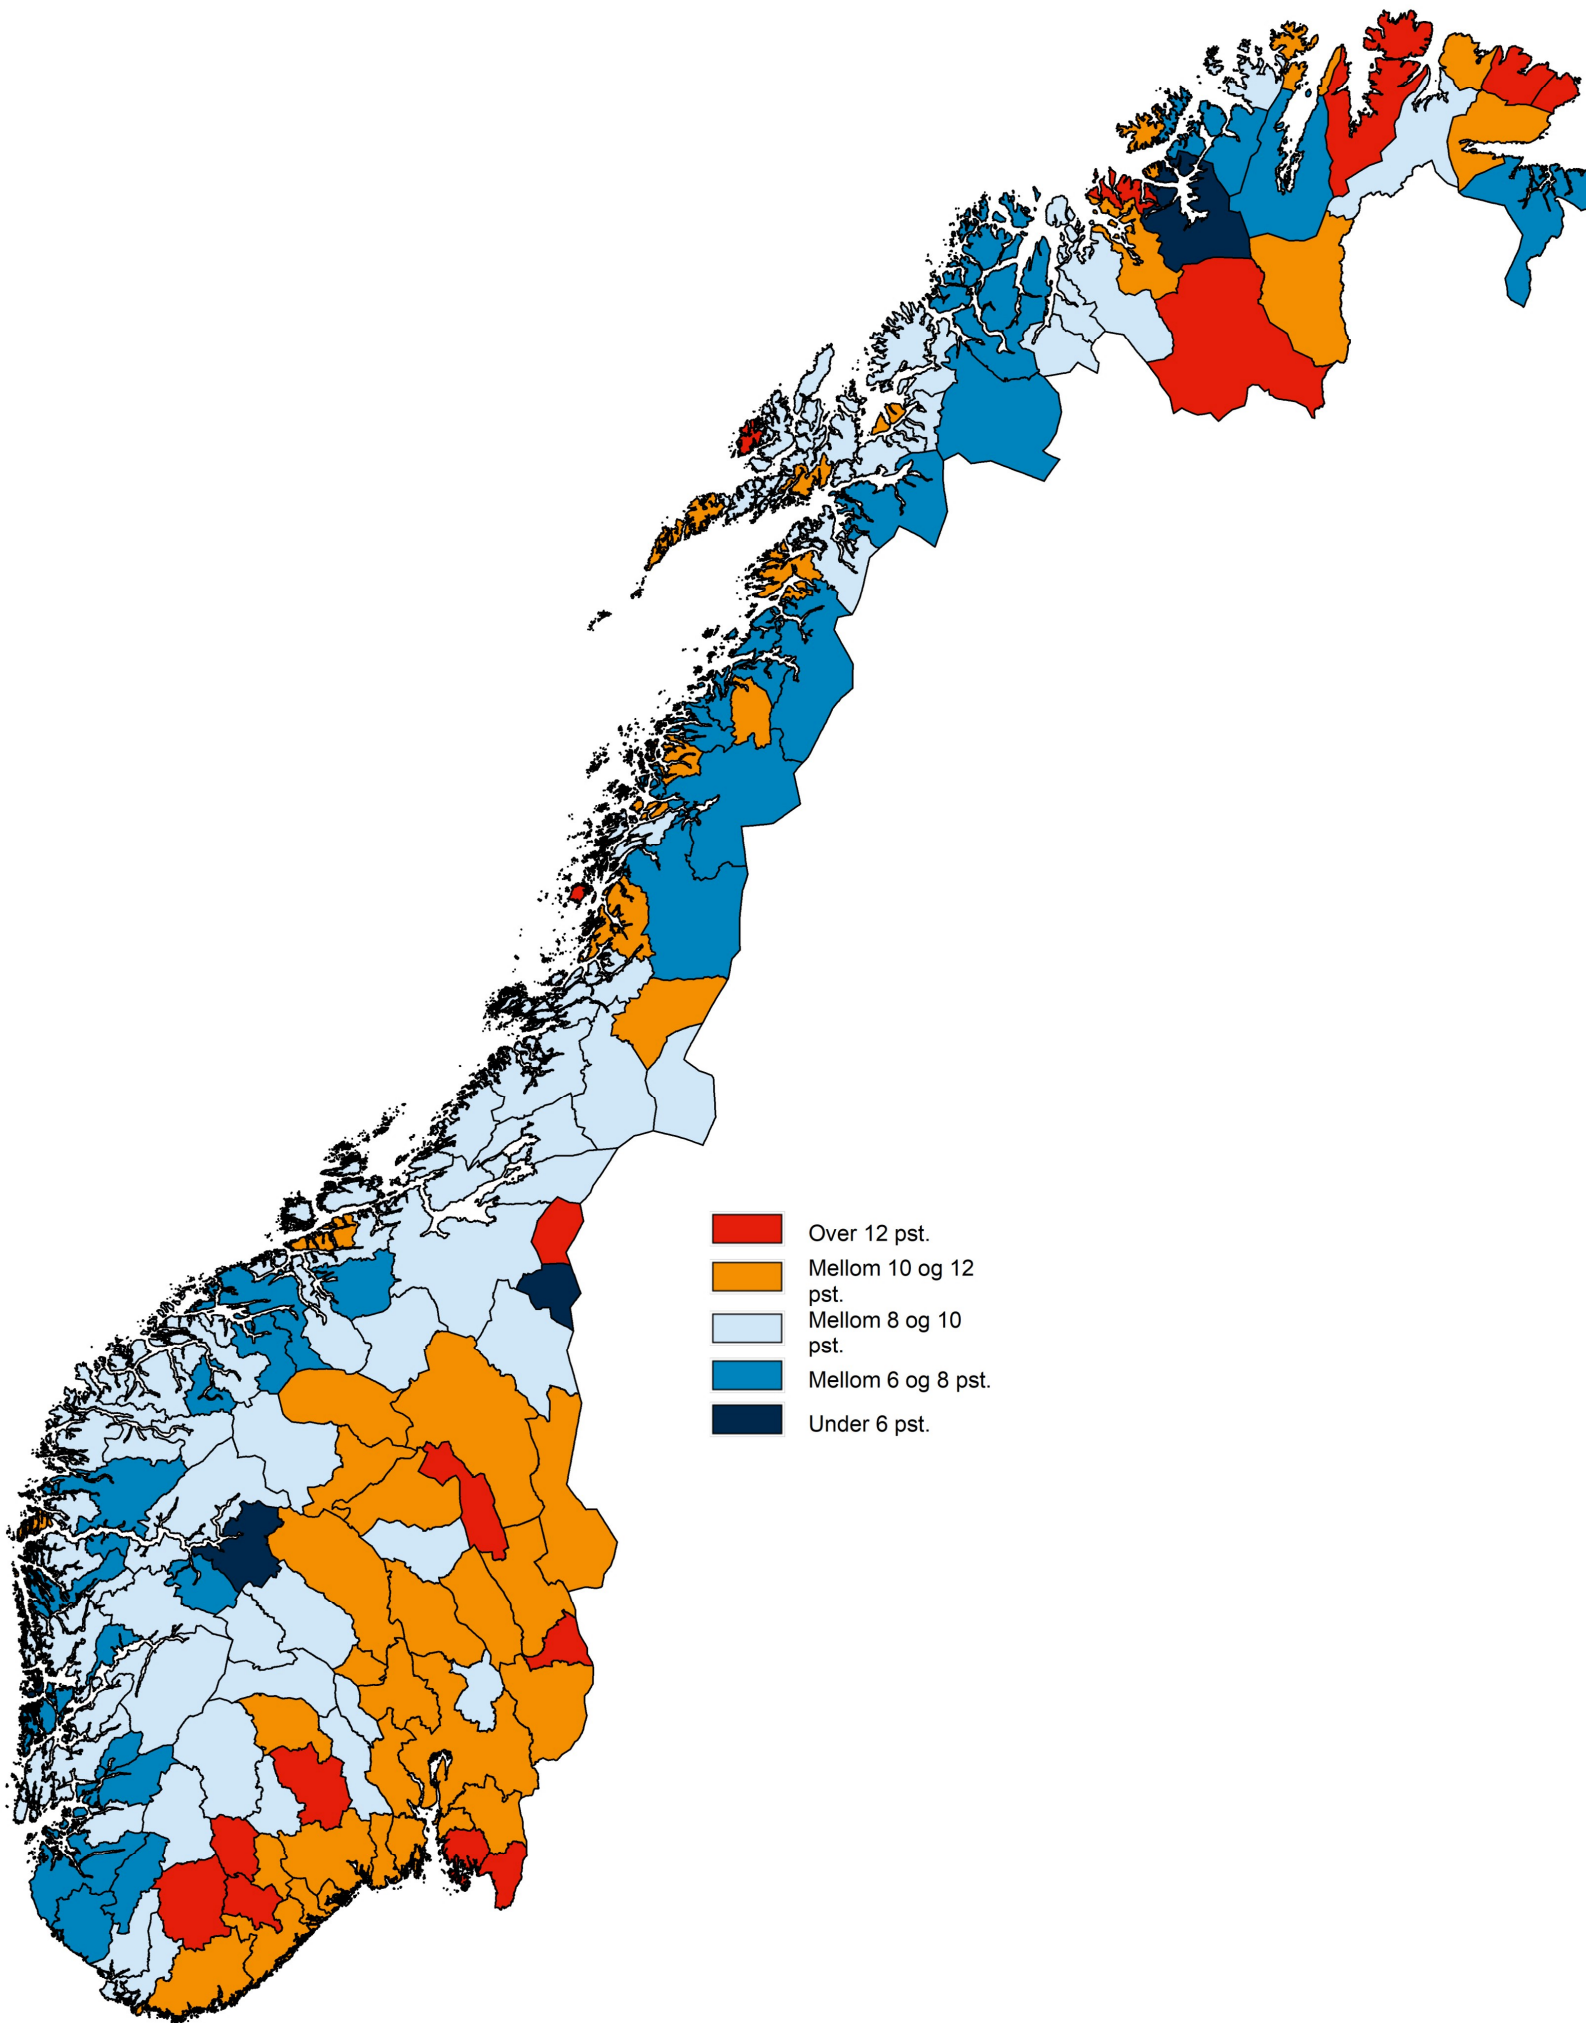 Over 12 pst.
Mellom 10 og 12
pst.
Mellom 8 og 10
pst.
Mellom 6 og 8 pst.
Under 6 pst.